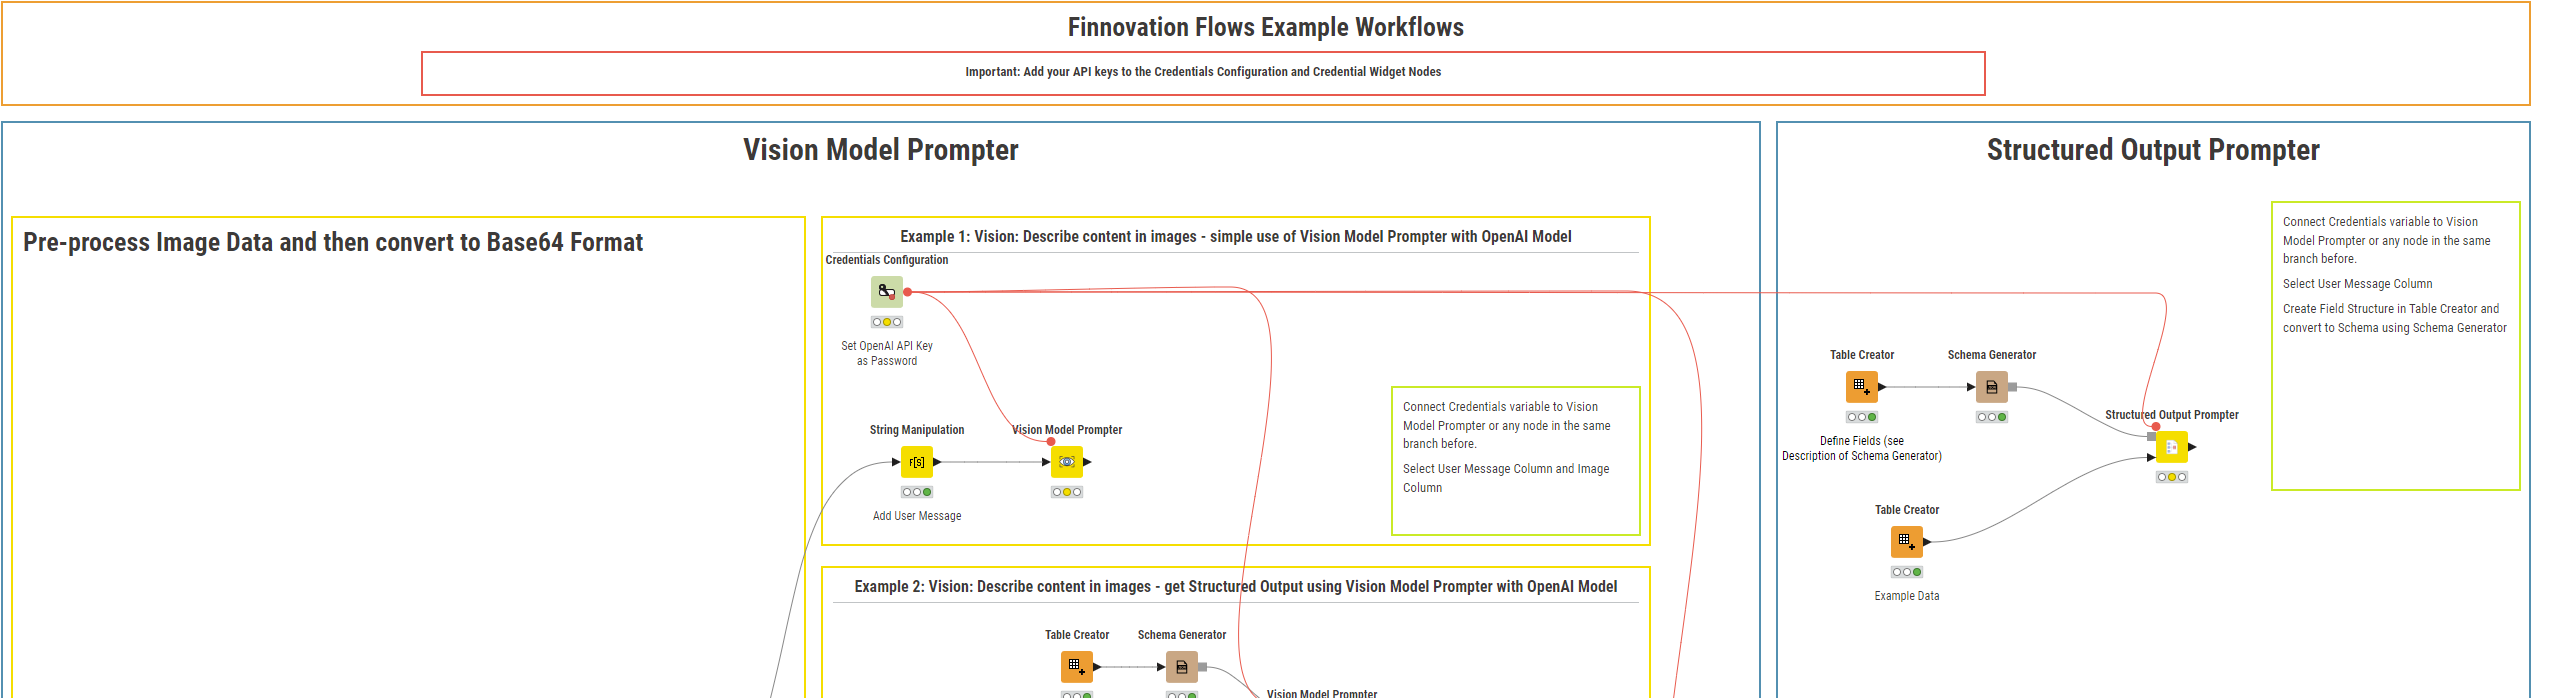 Finnovation Flows Example Workflows
Important: Add your API keys to the Credentials Configuration and Credential Widget Nodes
Vision Model Prompter
Pre-process Image Data and then convert to Base64 Format
Example 1: Vision: Describe content in images - simple use of Vision Model Prompter with OpenAI Model
Credentials Configuration
Set OpenAI API Key
as Password
String Manipulation
Vision Model Prompter
Add User Message
Connect Credentials variable to Vision
Model Prompter or any node in the same
branch before.
Select User Message Column and Image
Column
Example 2: Vision: Describe content in images - get Structured Output using Vision Model Prompter with OpenAI Model
Table Creator
Schema Generator
Vision Model Prompter
Structured Output Prompter
Connect Credentials variable to Vision
Model Prompter or any node in the same
branch before.
Select User Message Column
Create Field Structure in Table Creator and
convert to Schema using Schema Generator
Table Creator
Schema Generator
Structured Output Prompter
Define Fields (see
Description of Schema Generator)
Table Creator
Example Data